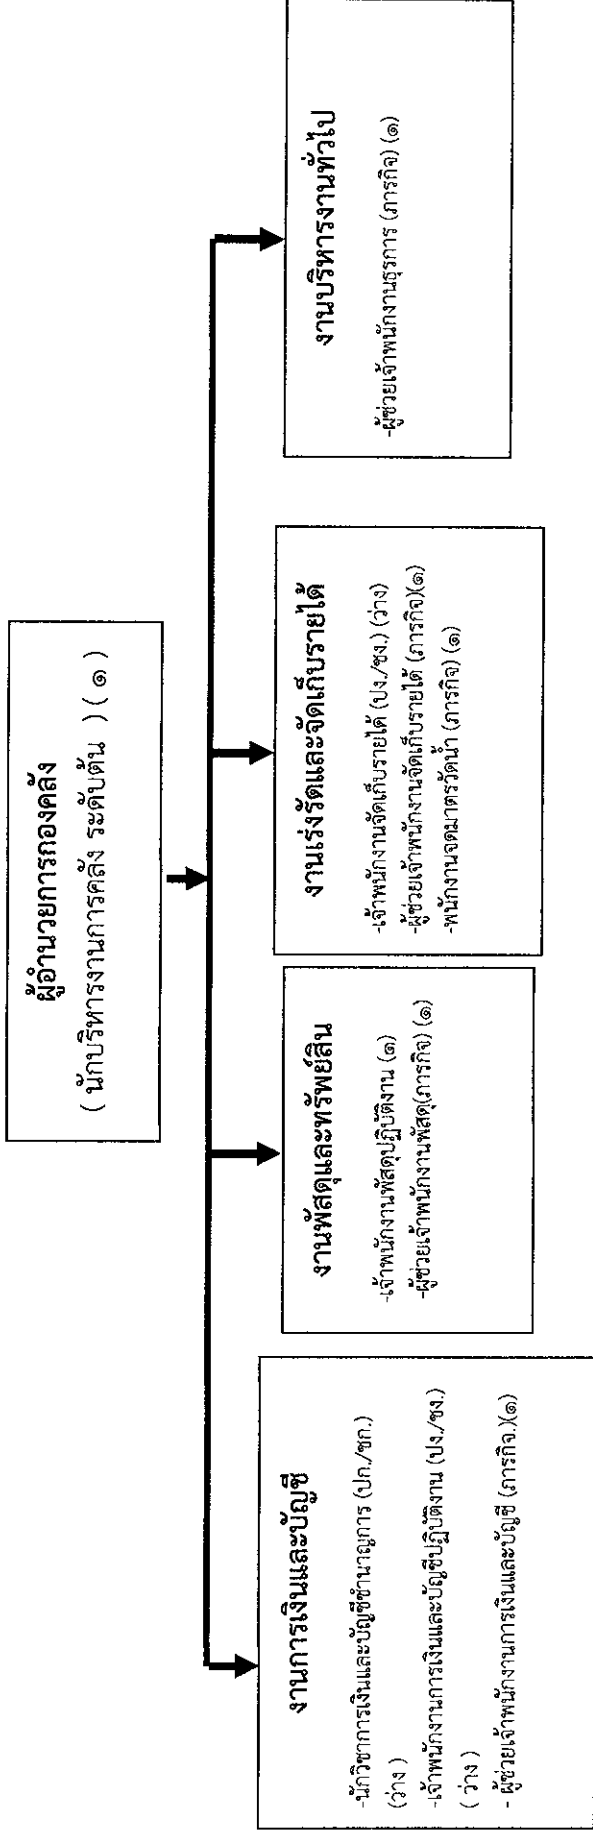 ผู้อำนวยการกองคลัง
( นักบริหารงานการคลัง ระดับต้น ) ( ๑ )
งานการเงินและบัญชี
-นักวิชาการเงินและบัญชีชำนาญการ (ปก./ชก.)
(ว่าง )
-เจ้าพนักงานการเงินและบัญชีปฏิบัติงาน (ปง./ชง.)
( ว่าง )
- ผู้ช่วยเจ้าพนักงานการเงินและบัญชี (ภารกิจ.)(๑)
งานพัสดุและทรัพย์สิน
-เจ้าพนักงานพัสดุปฏิบัติงาน (๑)
-ผู้ช่วยเจ้าพนักงานพัสดุ(ภารกิจ) (๑)
งานเร่งรัดและจัดเก็บรายได้
-เจ้าพนักงานจัดเก็บรายได้ (ปง./ชง.) (ว่าง)
-ผู้ช่วยเจ้าพนักงานจัดเก็บรายได้ (ภารกิจ)(๑)
-พนักงานจดมาตรวัดน้ำ (ภารกิจ) (๑)
งานบริหารงานทั่วไป
-ผู้ช่วยเจ้าพนักงานธุรการ (ภารกิจ) (๑)